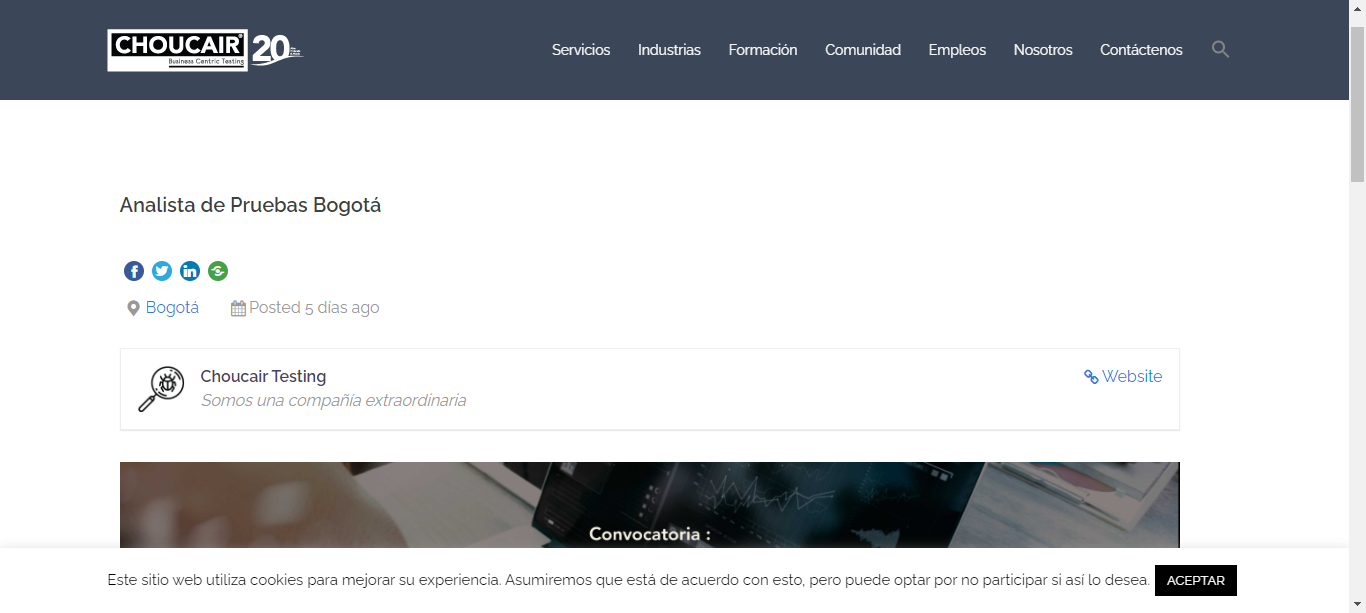 CHOUCAIR®
Business Centric Testing
20
Servicios
Industrias
Formación
Comunidad
Empleos
Nosotros
Contáctenos
Analista de Pruebas Bogotá
Bogotá
Posted 5 días ago
Choucair Testing
Website
Somos una compañía extraordinaria
Convocatoria :
Este sitio web utiliza cookies para mejorar su experiencia. Asumiremos que está de acuerdo con esto, pero puede optar por no participar si así lo desea.
ACEPTAR